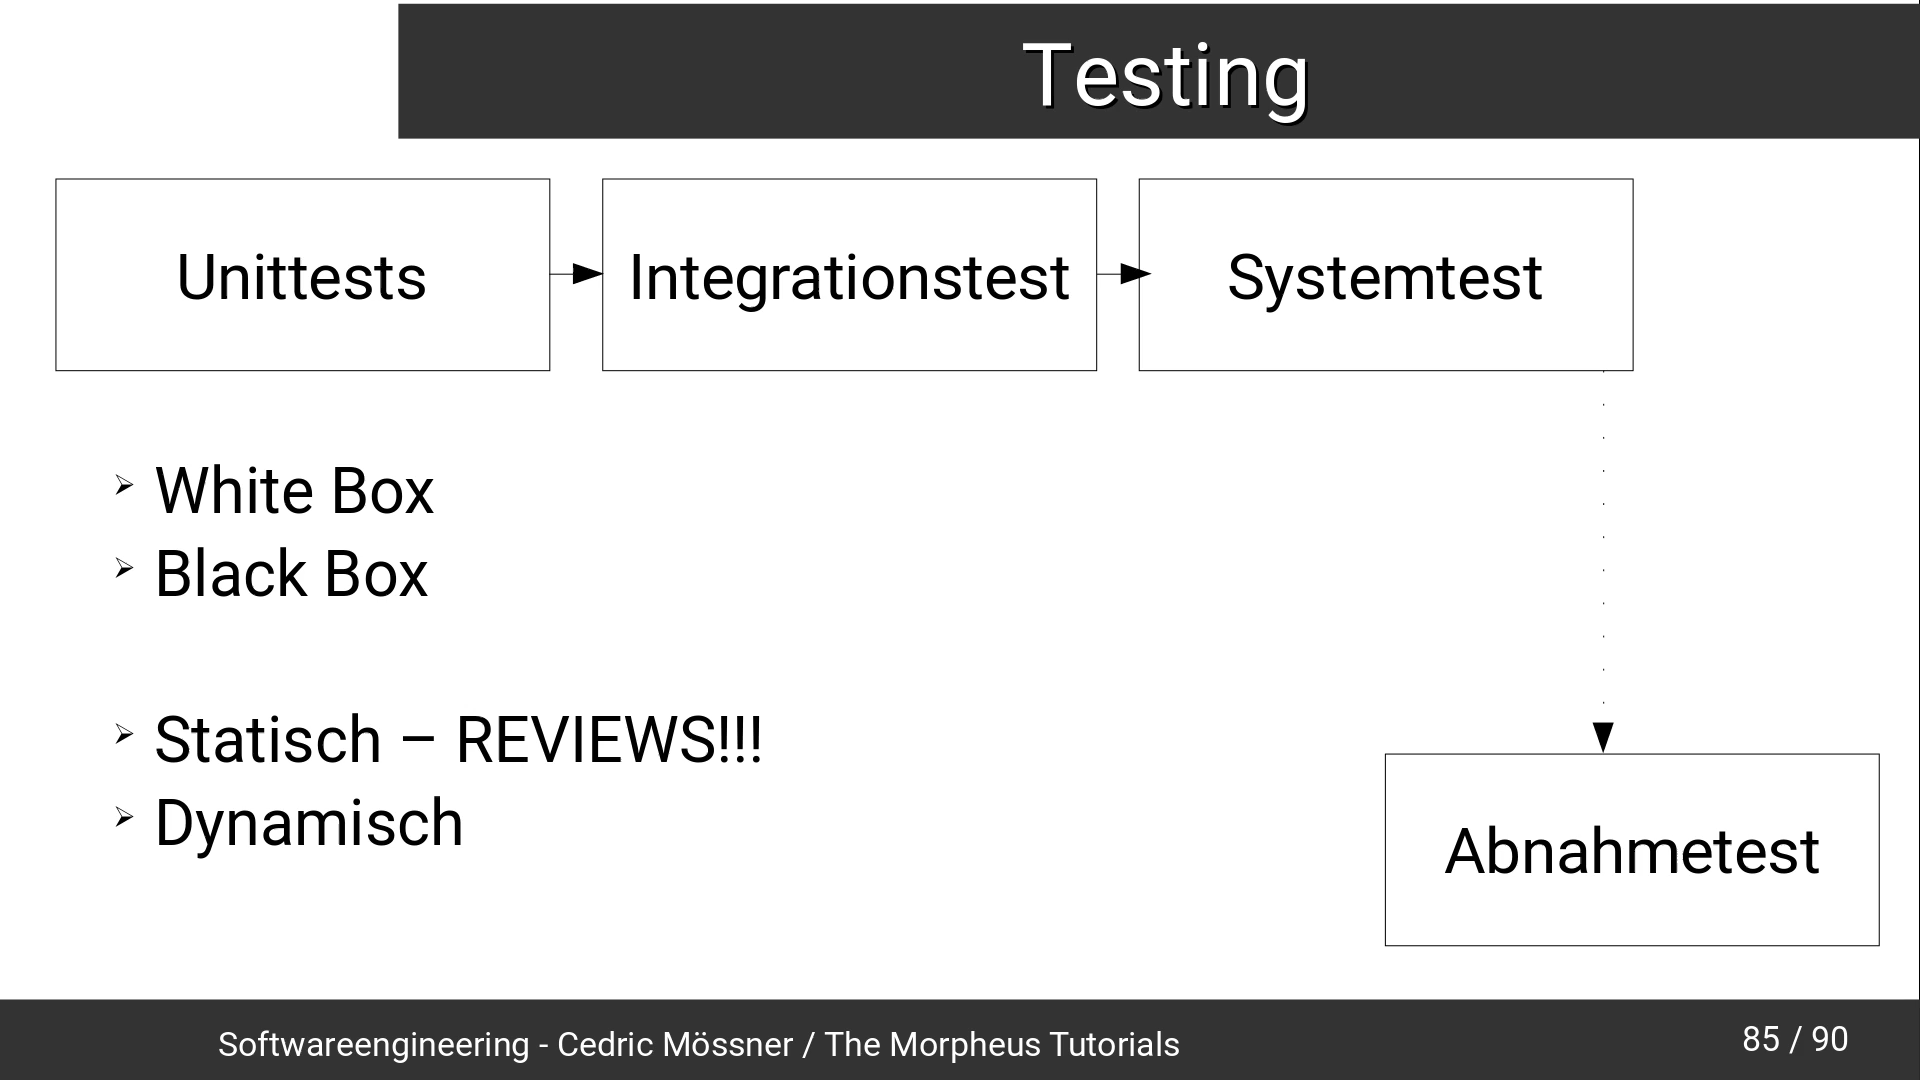 Testing
Unittests
Integrationstest
Systemtest
White Box
Black Box
Statisch – REVIEWS!!!
Dynamisch
Abnahmetest
Softwareengineering - Cedric Mössner / The Morpheus Tutorials
85 / 90